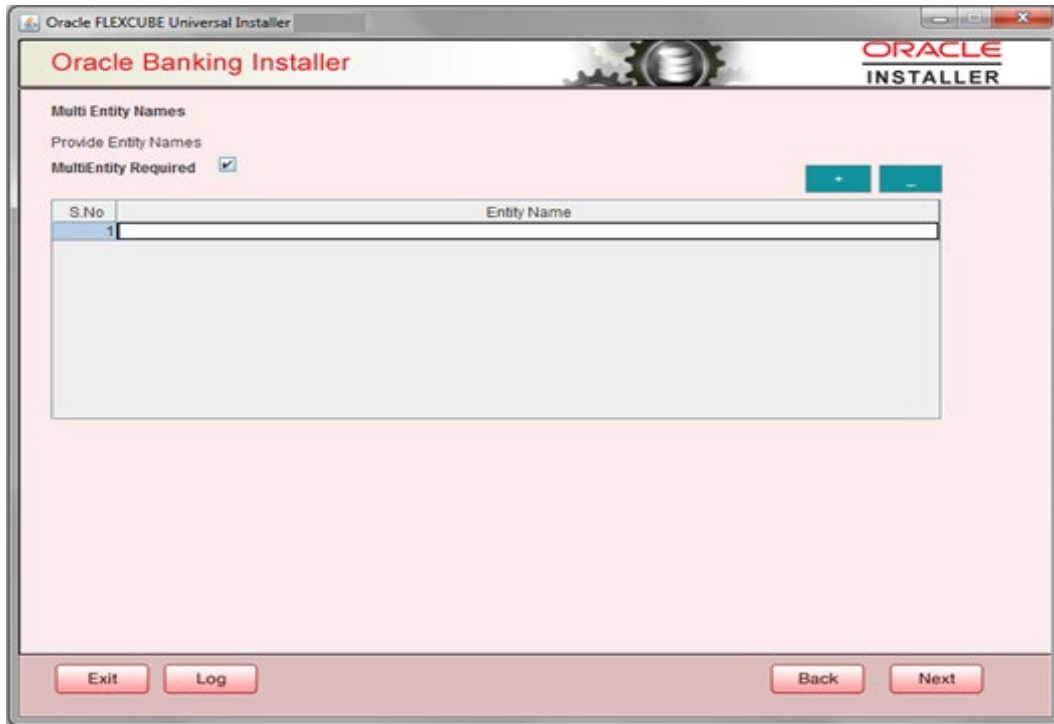 Oracle FLEXCUBE Universal Installer
Oracle Banking Installer
ORACLE
INSTALLER
Multi Entity Names
Provide Entity Names
MultiEntity Required
+ _
S.No Entity Name
1
Exit Log Back Next